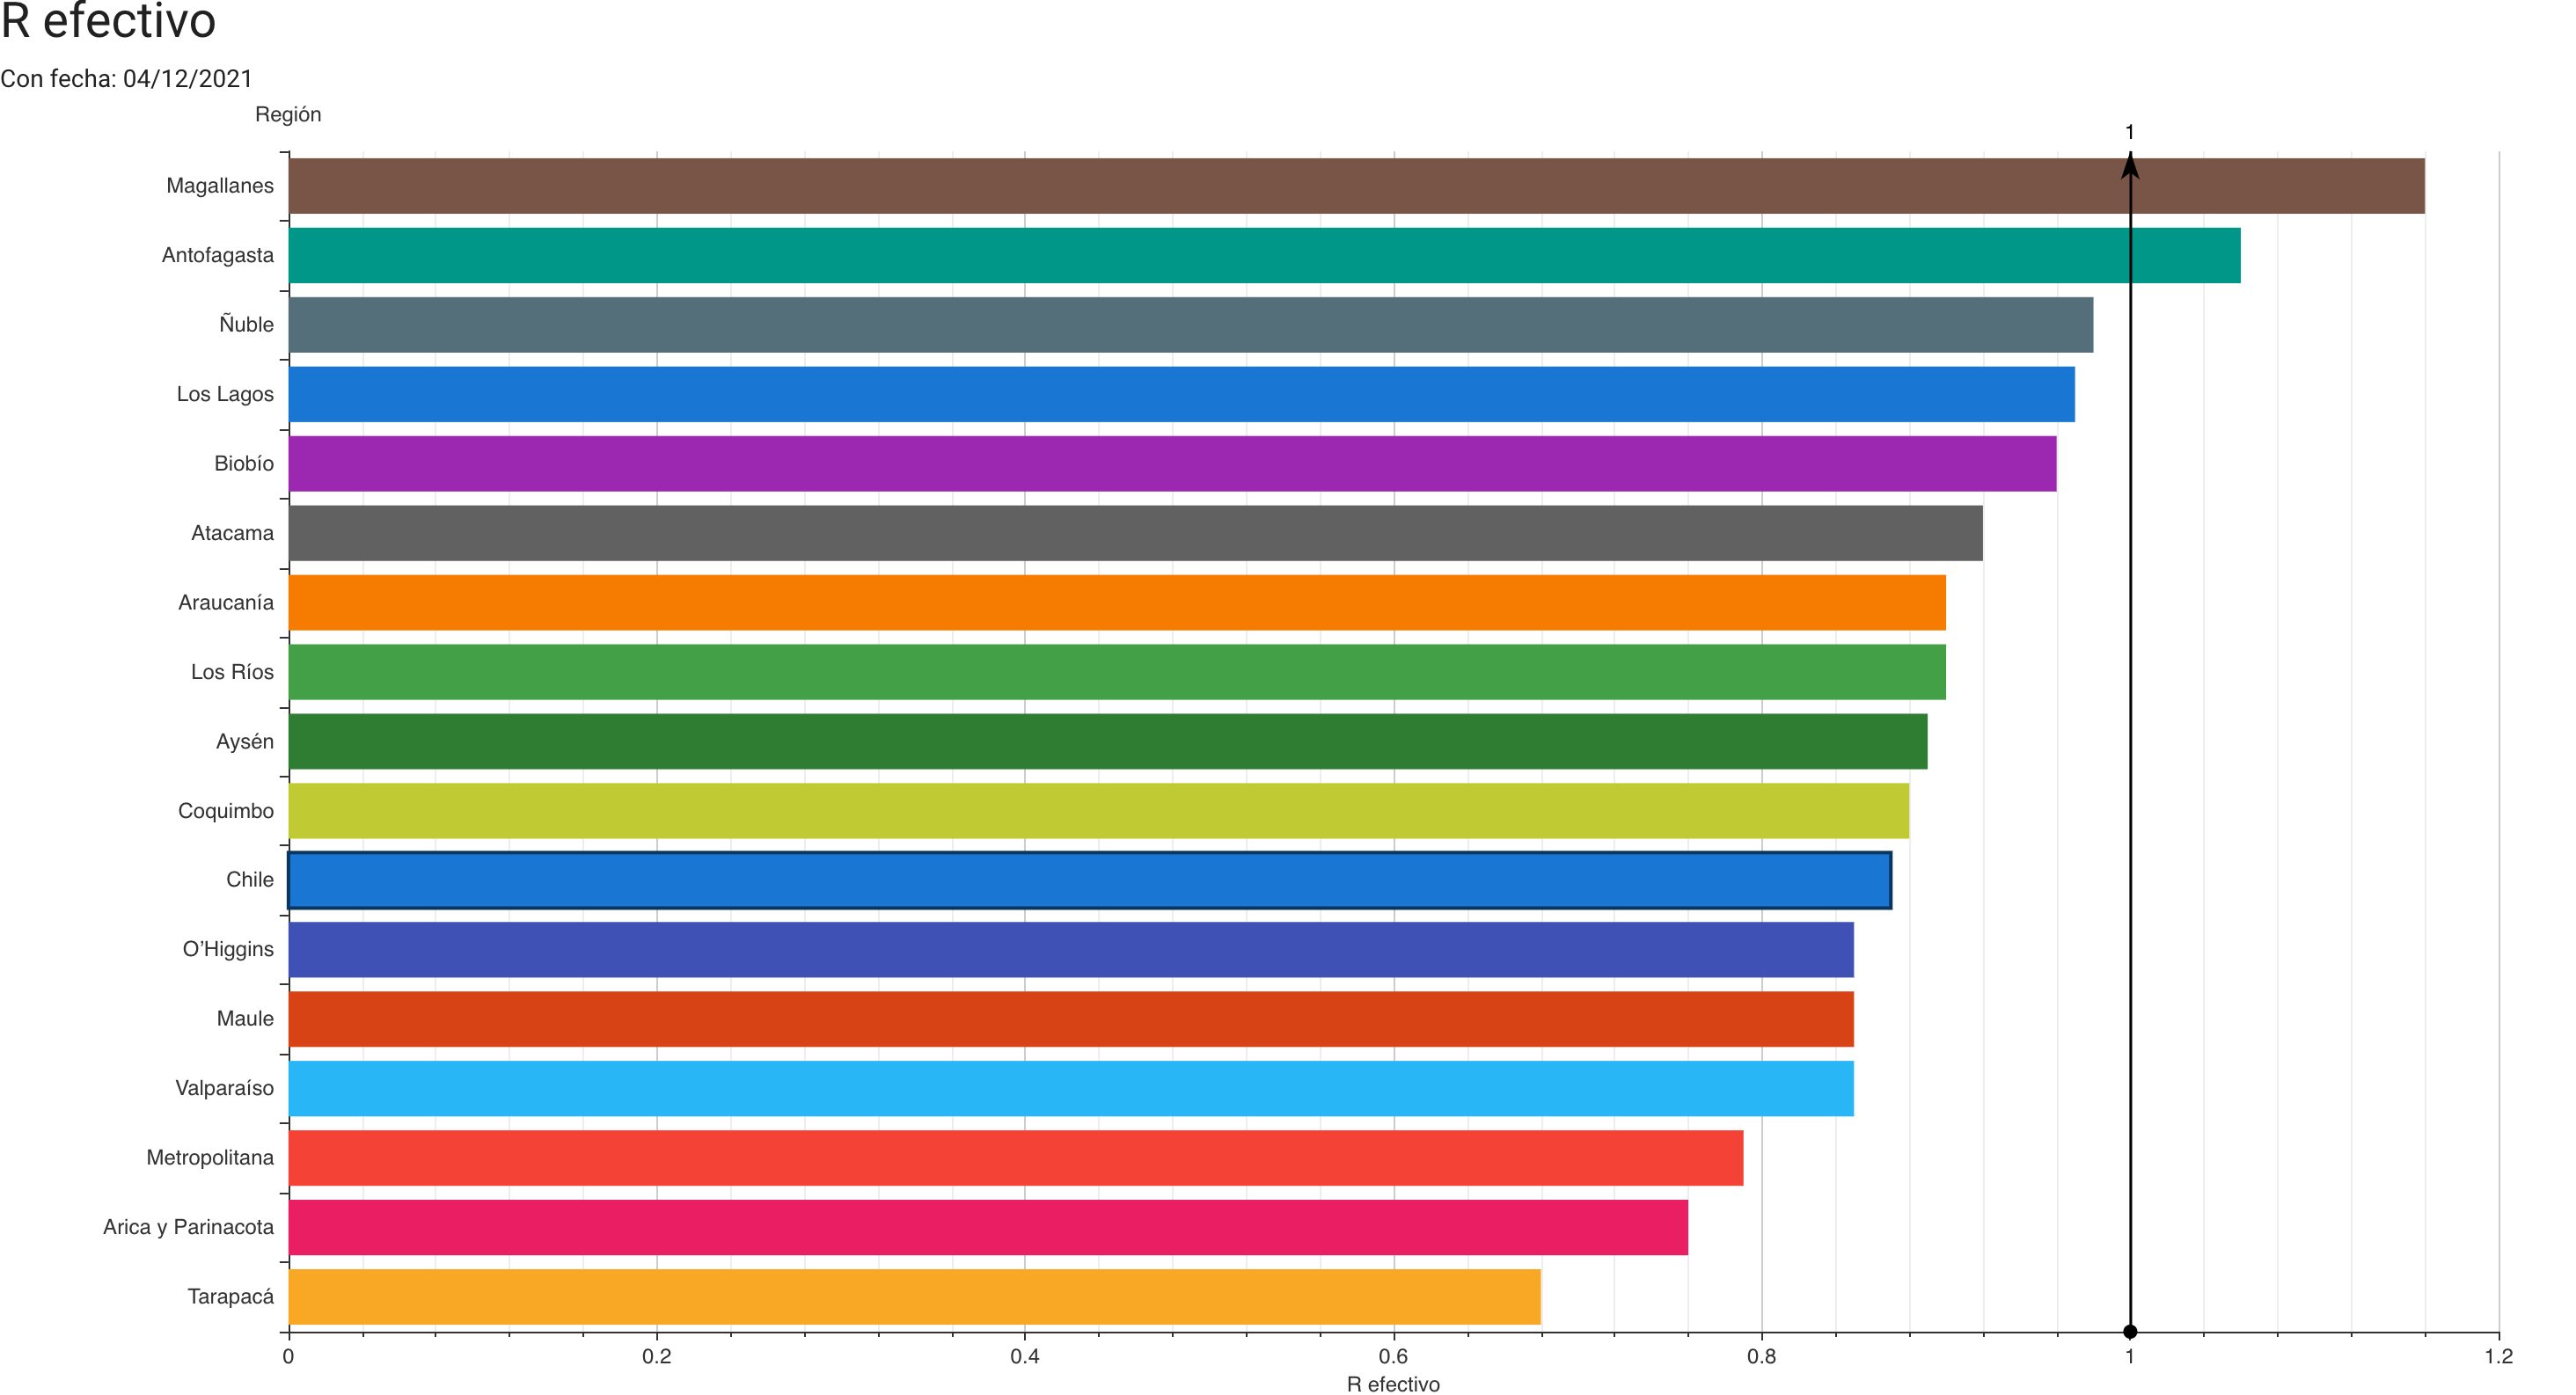 R efectivo
Con fecha: 04/12/2021
Región
1
Magallanes
Antofagasta
Ñuble
Los Lagos
Biobío
Atacama
Araucanía
Los Ríos
Aysén
Coquimbo
Chile
O’Higgins
Maule
Valparaíso
Metropolitana
Arica y Parinacota
Tarapacá
0 0.2 0.4 0.6 0.8 1 1.2
R efectivo